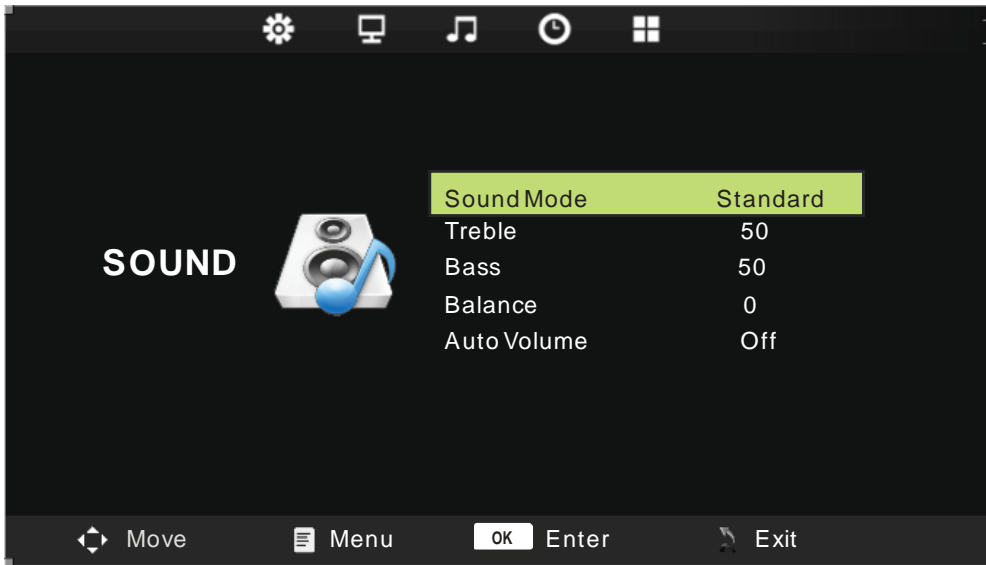 Sound Mode Standard
Treble 50
SOUND
Bass 50
Balance 0
Auto Volume Off
Move Menu OK Enter Exit